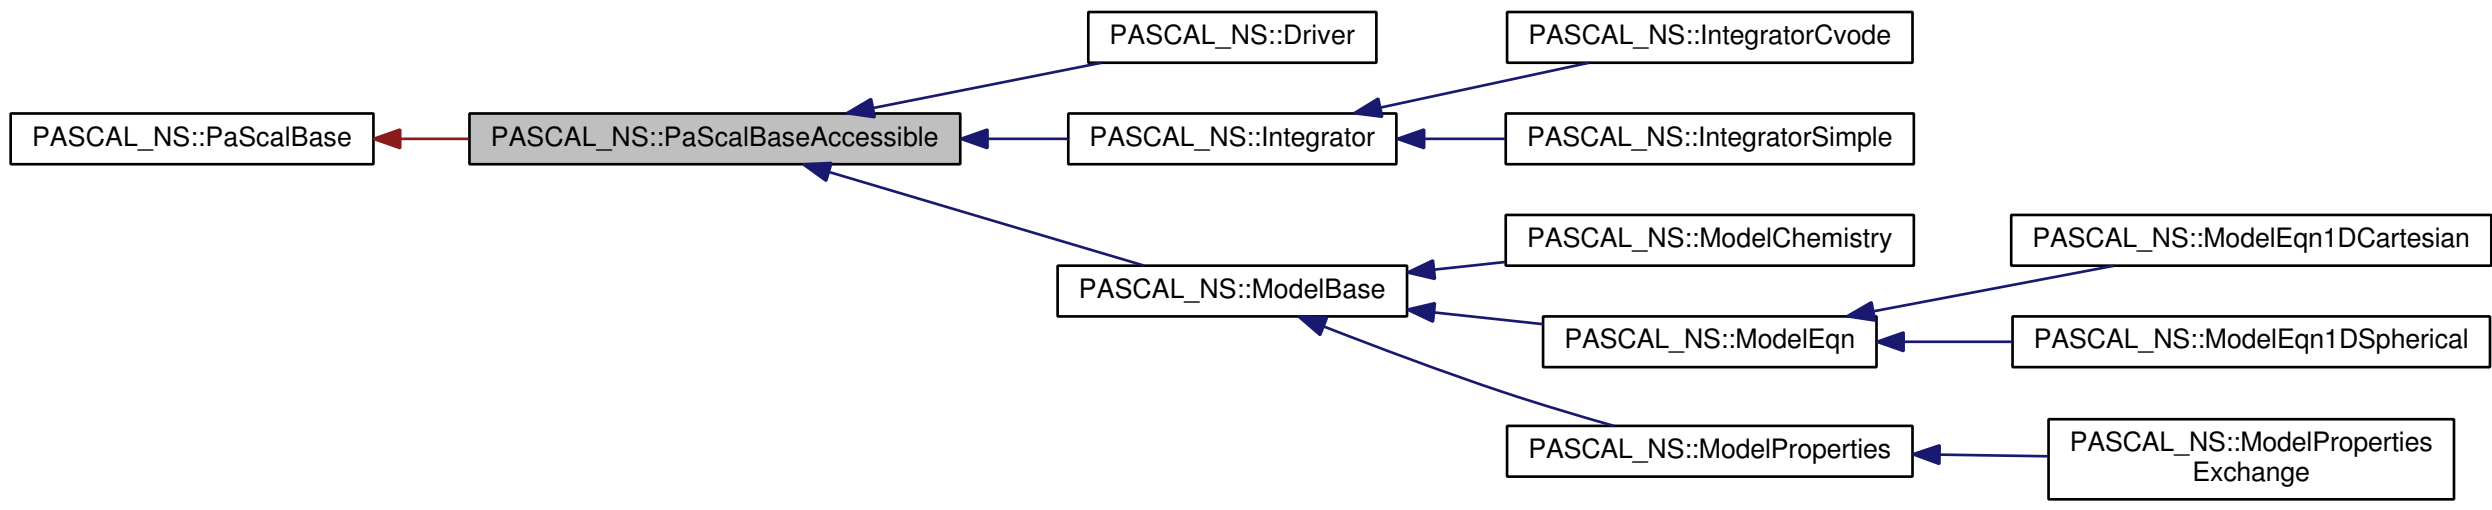 PASCAL_NS::Driver
PASCAL_NS::IntegratorCvode
PASCAL_NS::PaScalBase
PASCAL_NS::PaScalBaseAccessible
PASCAL_NS::Integrator
PASCAL_NS::IntegratorSimple
PASCAL_NS::ModelChemistry
PASCAL_NS::ModelEqn1DCartesian
PASCAL_NS::ModelBase
PASCAL_NS::ModelEqn
PASCAL_NS::ModelEqn1DSpherical
PASCAL_NS::ModelProperties
PASCAL_NS::ModelProperties
Exchange